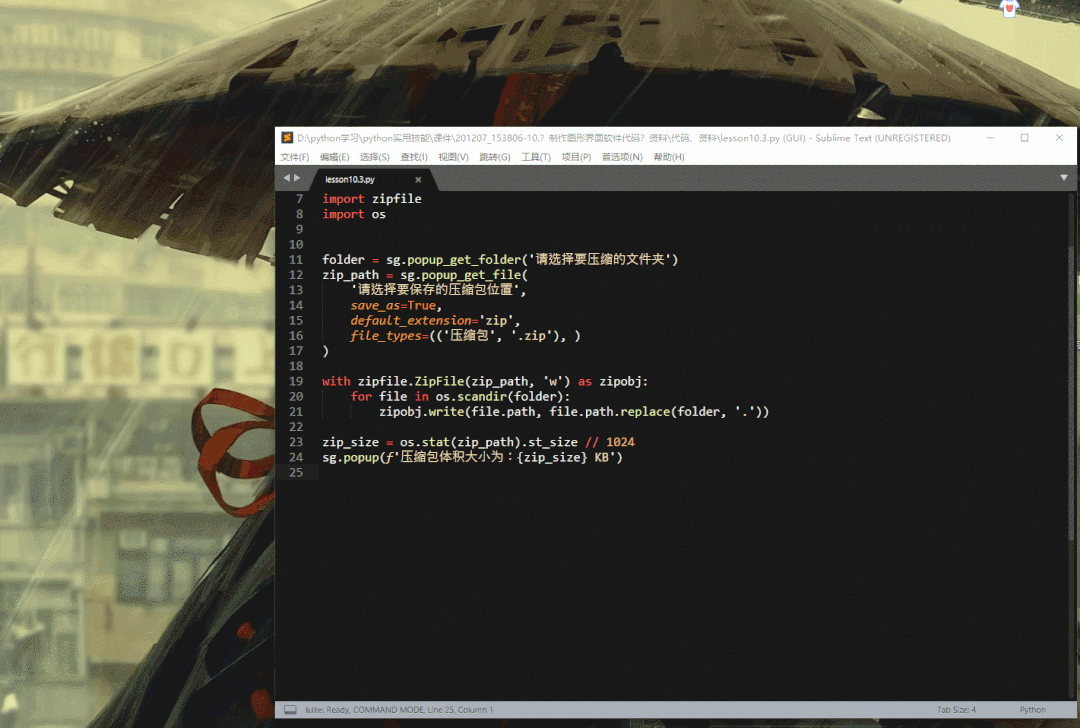 D:\python学习\python实用技能\课件\201207_153806-10.? 制作图形界面软件代码? 资料\代码、资料\lesson10.3.py (GUI) - Sublime Text (UNREGISTERED)
文件(F) 编辑(E) 选择(S) 查找(I) 视图(V) 跳转(G) 工具(T) 项目(P) 首选项(N) 帮助(H)
lesson10.3.py
7 import zipfile
8 import os
9
10
11 folder = sg.popup_get_folder('请选择要压缩的文件夹')
12 zip_path = sg.popup_get_file(
13     '请选择要保存的压缩包位置',
14     save_as=True,
15     default_extension='zip',
16     file_types=(('压缩包', '.zip'), )
17 )
18
19 with zipfile.ZipFile(zip_path, 'w') as zipobj:
20     for file in os.scandir(folder):
21         zipobj.write(file.path, file.path.replace(folder, '.'))
22
23 zip_size = os.stat(zip_path).st_size // 1024
24 sg.popup(f'压缩包体积大小为：{zip_size} KB')
25
kite: Ready, COMMAND MODE, Line 25, Column 1
Tab Size: 4
Python